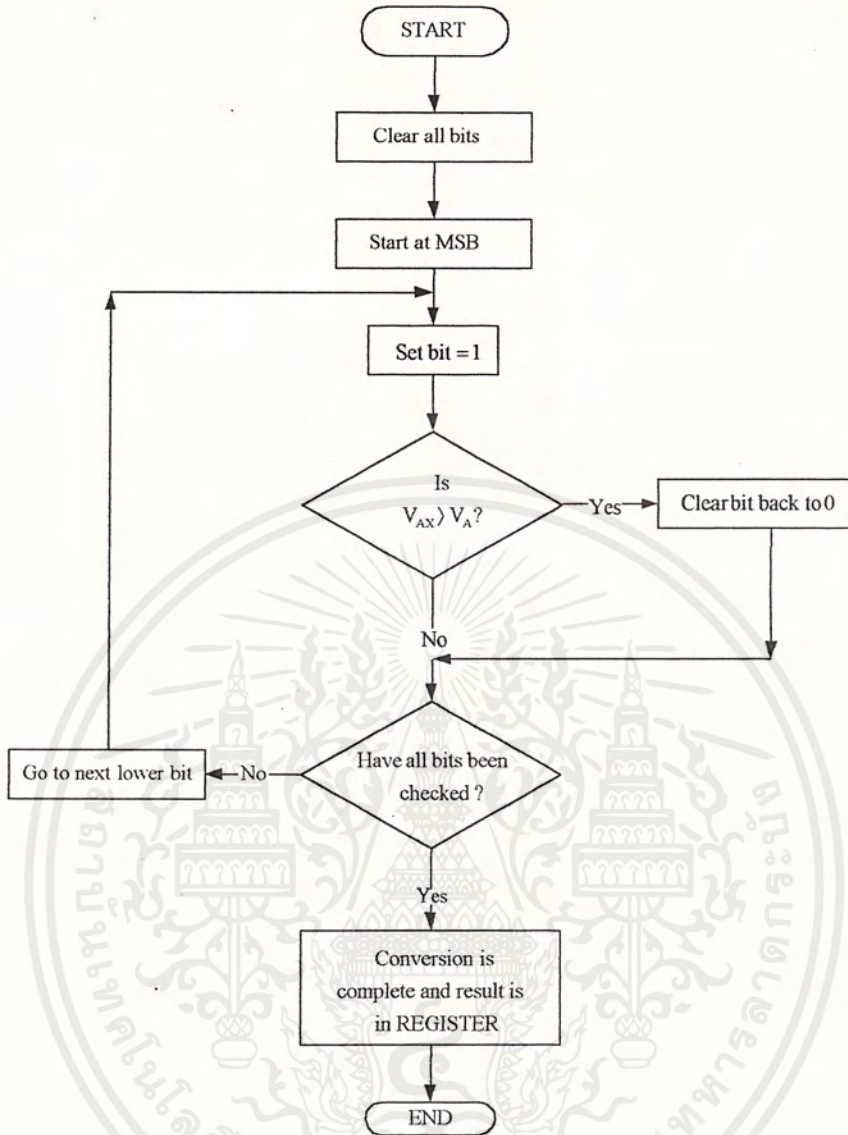 START
Clear all bits
Start at MSB
Set bit = 1
Is
V_AX > V_A ?
Yes
Clear bit back to 0
No
Have all bits been
checked ?
No
Go to next lower bit
Yes
Conversion is
complete and result is
in REGISTER
END